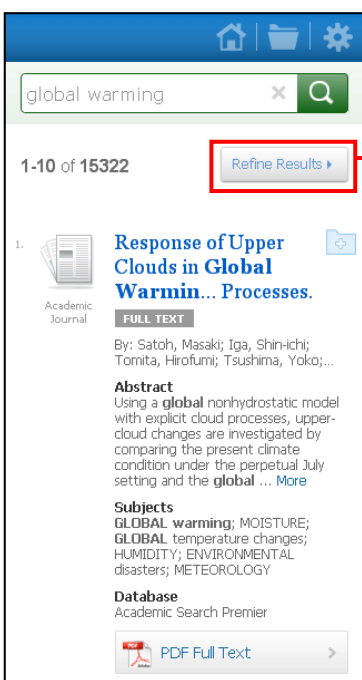 global warming
1-10 of 15322
Refine Results
1.
Academic
Journal
Response of Upper
Clouds in Global
Warmin... Processes.
FULL TEXT
By: Satoh, Masaki; Iga, Shin-ichi;
Tomita, Hirofumi; Tsushima, Yoko;...
Abstract
Using a global nonhydrostatic model
with explicit cloud processes, upper-
cloud changes are investigated by
comparing the present climate
condition under the perpetual July
setting and the global ... More
Subjects
GLOBAL warming; MOISTURE;
GLOBAL temperature changes;
HUMIDITY; ENVIRONMENTAL
disasters; METEOROLOGY
Database
Academic Search Premier
PDF Full Text